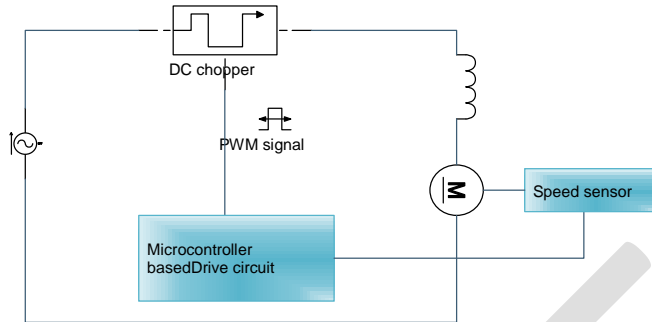 DC chopper
PWM signal
M
Speed sensor
Microcontroller
basedDrive circuit